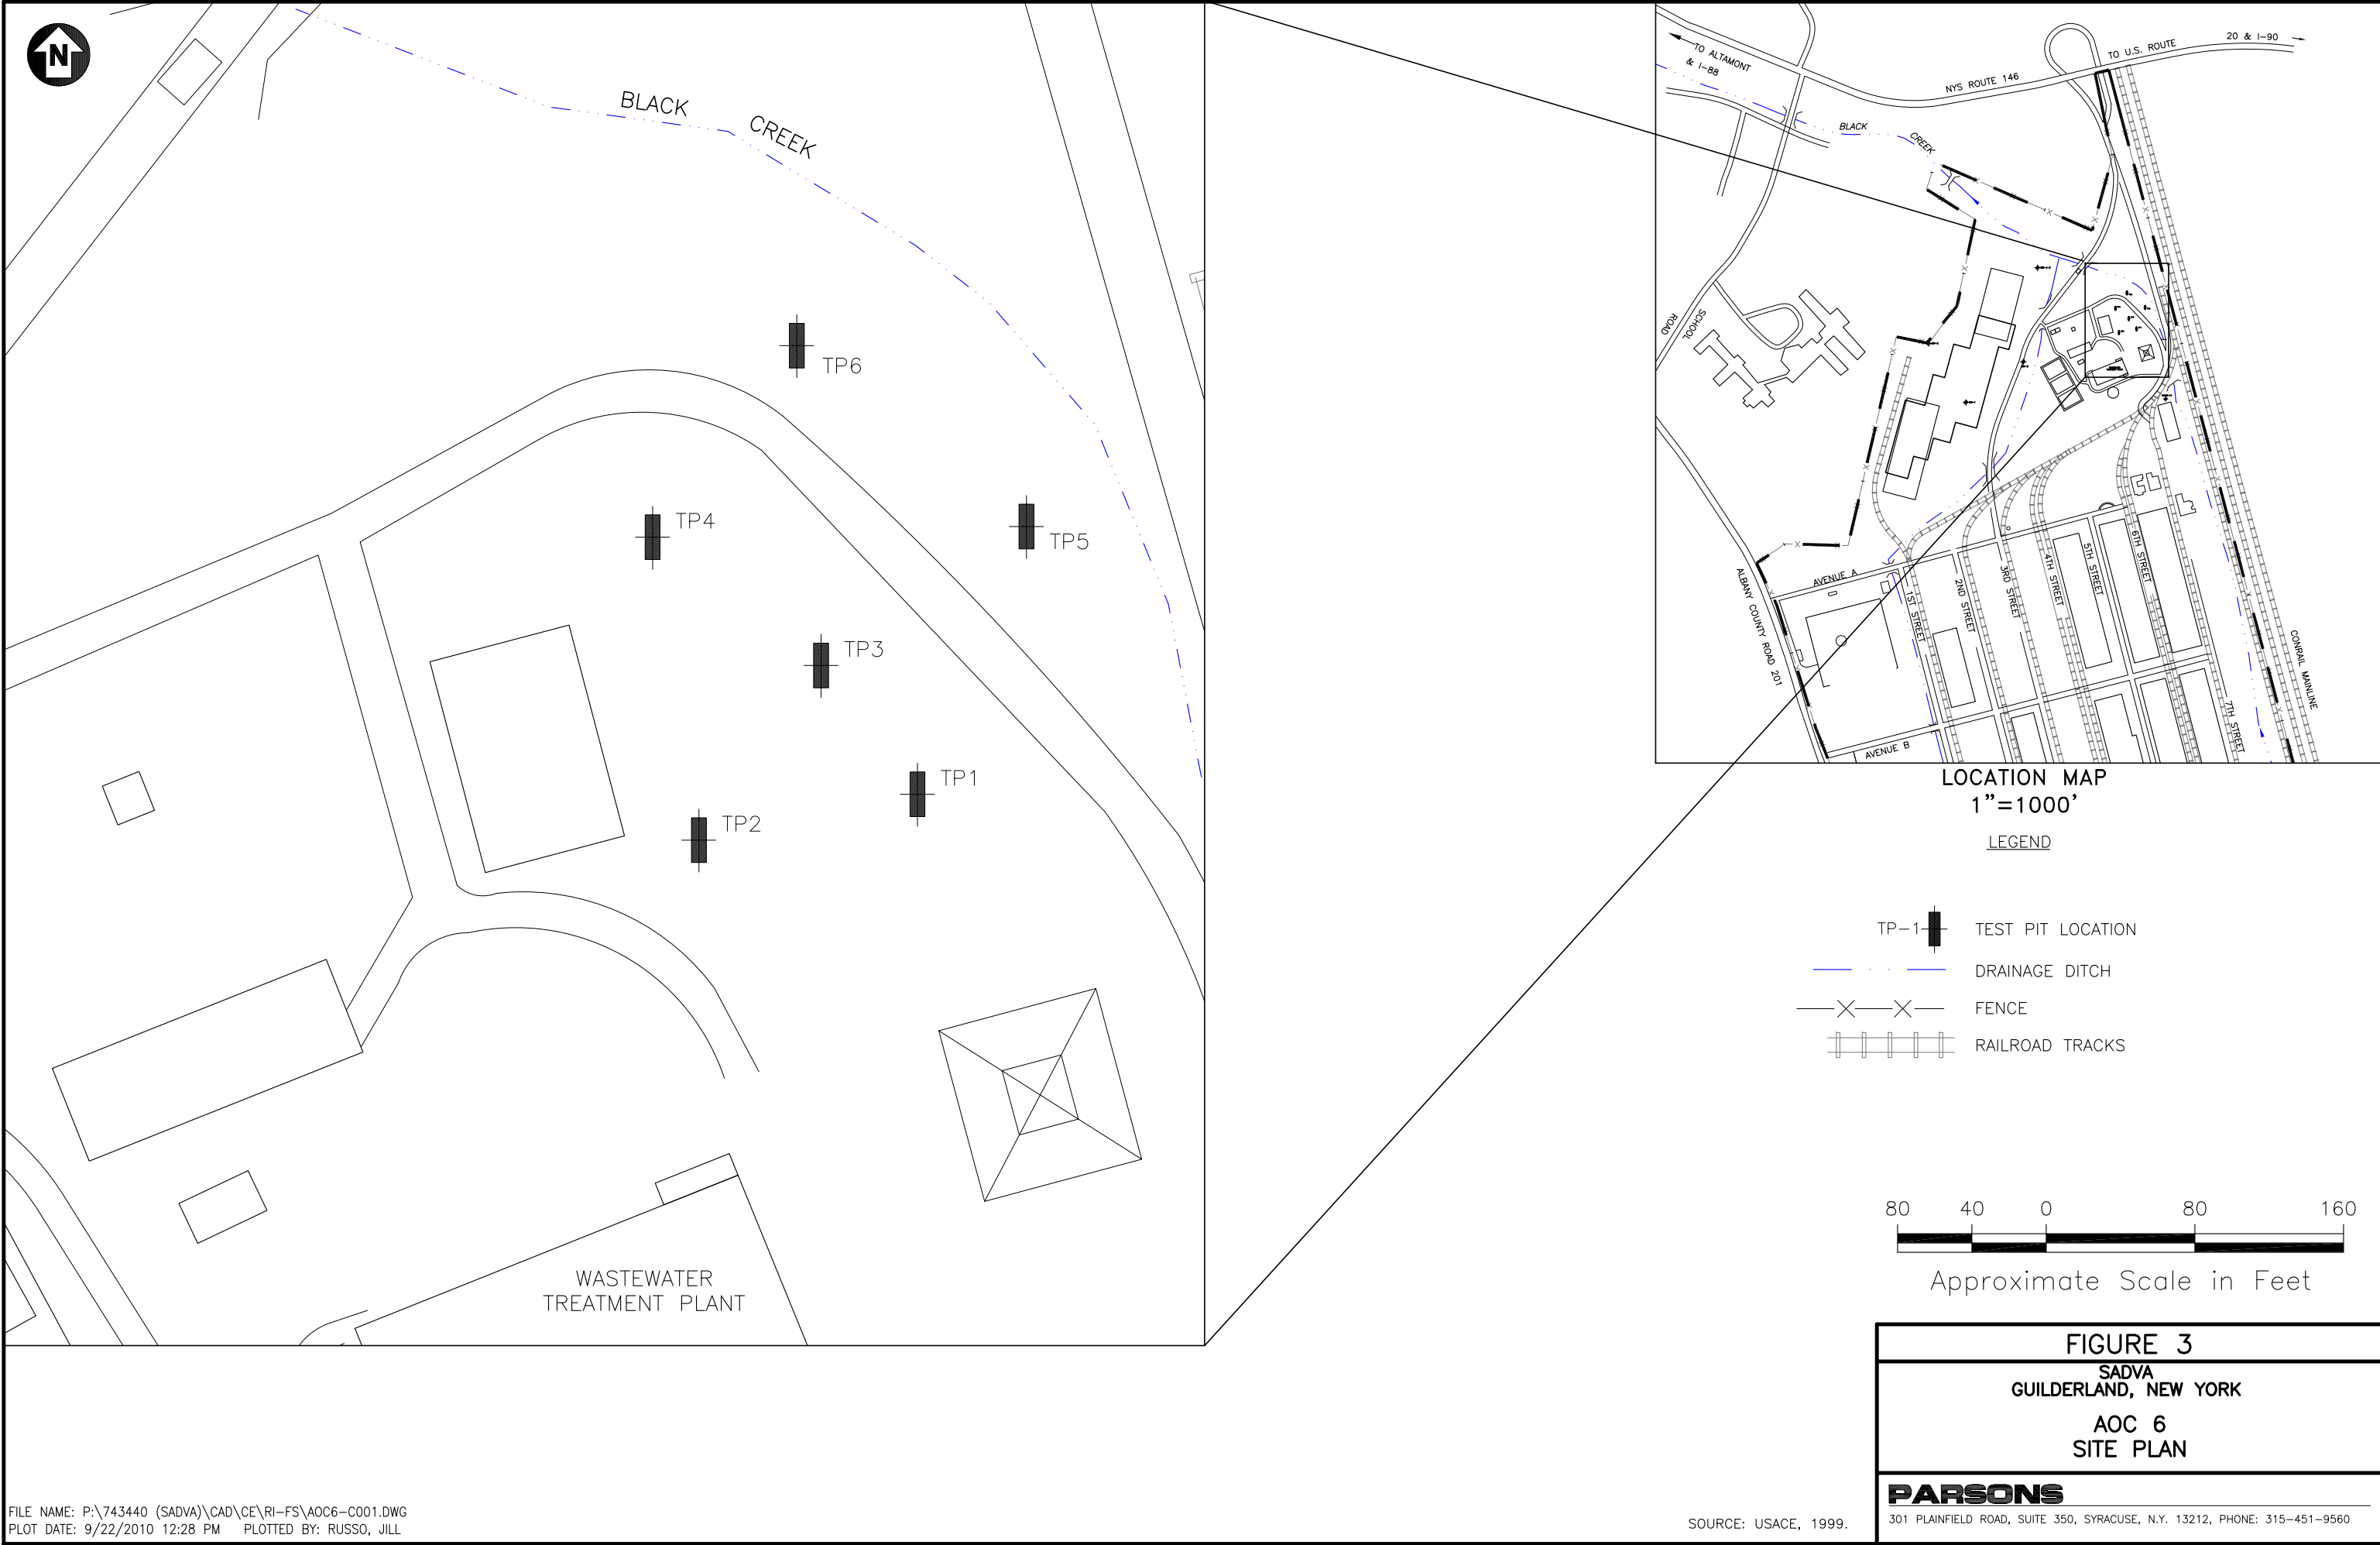 N
BLACK
CREEK
TP6
TP4
TP5
TP3
TP1
TP2
WASTEWATER
TREATMENT PLANT
TO ALTAMONT
& I-88
NYS ROUTE 146
TO U.S. ROUTE
20 & I-90
BLACK
CREEK
SCHOOL
ROAD
ALBANY COUNTY ROAD 201
AVENUE A
1ST STREET
2ND STREET
3RD STREET
4TH STREET
5TH STREET
6TH STREET
7TH STREET
AVENUE B
CONRAIL MAINLINE
LOCATION MAP
1"=1000'
LEGEND
TP-1 TEST PIT LOCATION
DRAINAGE DITCH
FENCE
RAILROAD TRACKS
80 40 0 80 160
Approximate Scale in Feet
FIGURE 3
SADVA
GUILDERLAND, NEW YORK
AOC 6
SITE PLAN
PARSONS
301 PLAINFIELD ROAD, SUITE 350, SYRACUSE, N.Y. 13212, PHONE: 315-451-9560
SOURCE: USACE, 1999.
FILE NAME: P:\743440 (SADVA)\CAD\CE\RI-FS\AOC6-C001.DWG
PLOT DATE: 9/22/2010 12:28 PM PLOTTED BY: RUSSO, JILL